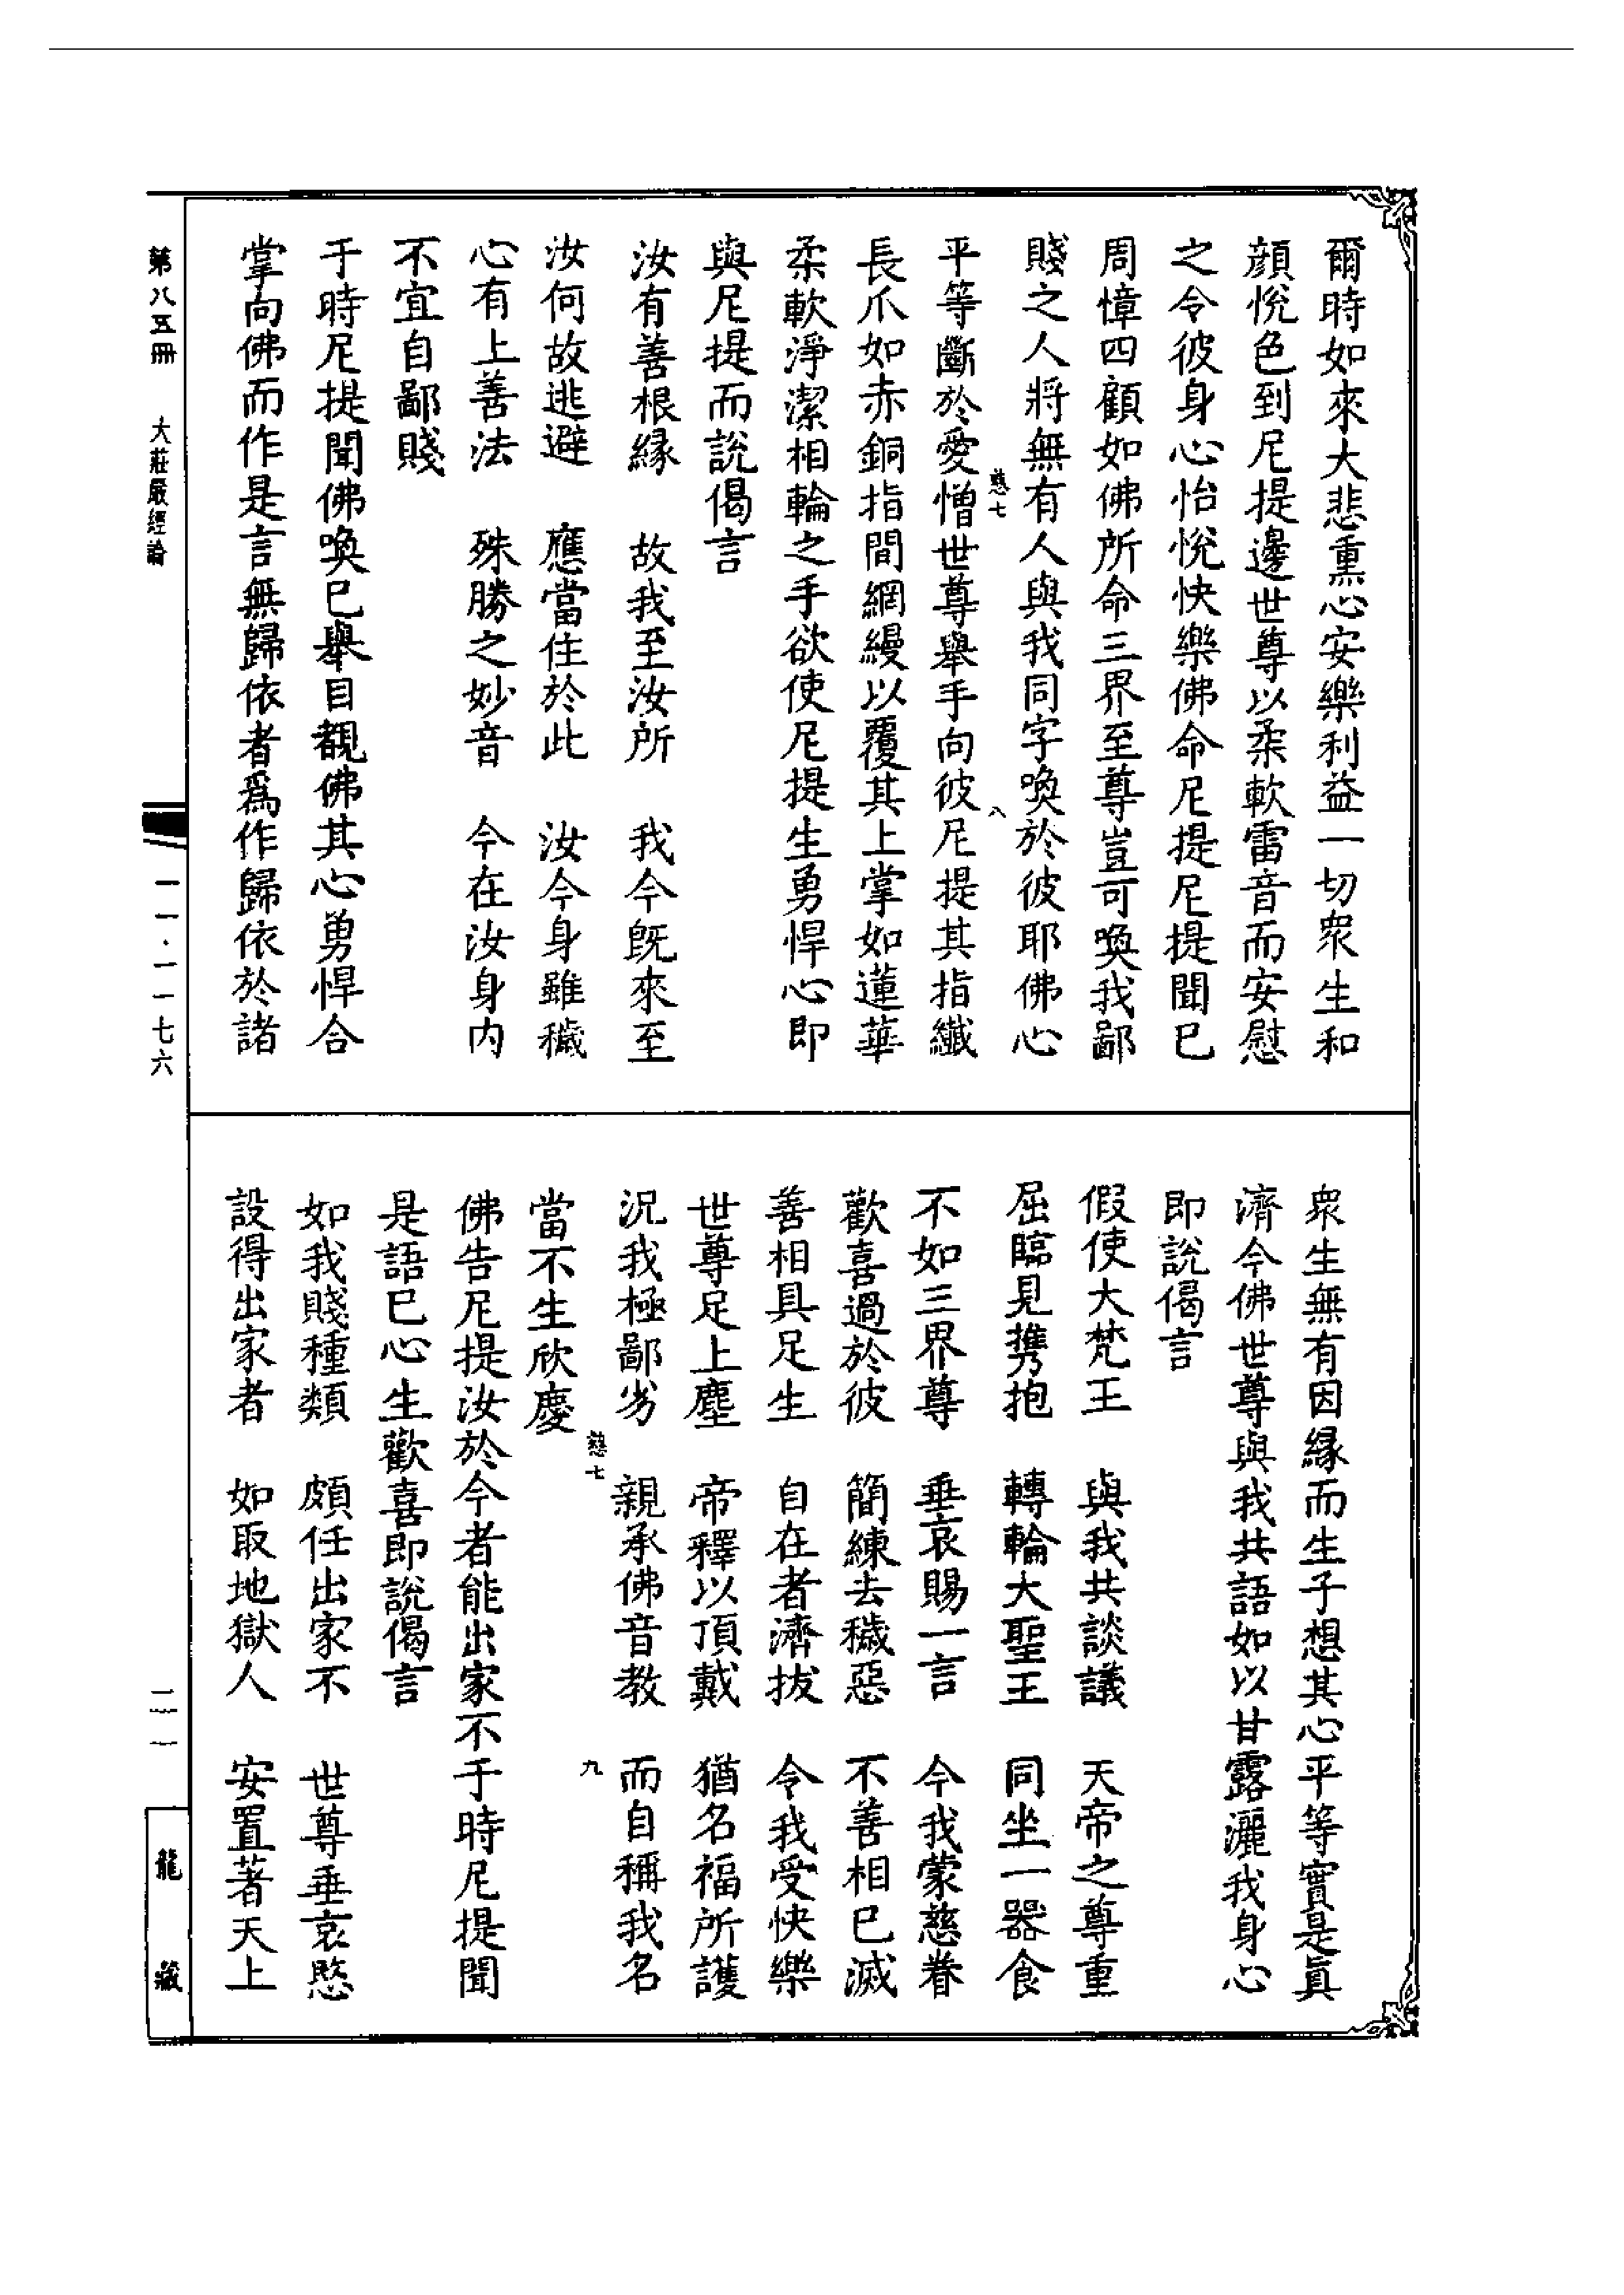 爾時如來大悲熏心安樂利益一切衆生和
顔悅色到尼提邊世尊以柔軟雷音而安慰
之令彼身心怡悅快樂佛命尼提尼提聞已
周慞四顧如佛所命三界至尊豈可喚我鄙
賤之人將無有人與我同字喚於彼耶佛心
慈七
八
平等斷於愛憎世尊舉手向彼尼提其指纖
長爪如赤銅指間網縵以覆其上掌如蓮華
柔軟淨潔相輪之手欲使尼提生勇悍心即
與尼提而說偈言
汝有善根緣　故我至汝所　我今既來至
汝何故逃避　應當住於此　汝今身雖穢
心有上善法　殊勝之妙音　今在汝身内
不宜自鄙賤
于時尼提聞佛喚已舉目覩佛其心勇悍合
掌向佛而作是言無歸依者爲作歸依於諸
衆生無有因緣而生子想其心平等實是眞
濟今佛世尊與我共語如以甘露灑我身心
即說偈言
假使大梵王　與我共談議　天帝之尊重
屈臨見携抱　轉輪大聖王　同坐一器食
不如三界尊　垂哀賜一言　今我蒙慈眷
歡喜過於彼　簡練去穢惡　不善相已滅
善相具足生　自在者濟拔　令我受快樂
世尊足上塵　帝釋以頂戴　猶名福所護
況我極鄙劣　親承佛音教　而自稱我名
慈七
九
當不生欣慶
佛告尼提汝於今者能出家不于時尼提聞
是語已心生歡喜即說偈言
如我賤種類　頗任出家不　世尊垂哀愍
設得出家者　如取地獄人　安置著天上
第八五冊　大莊嚴經論
一一·一一七六
二一一
龍藏